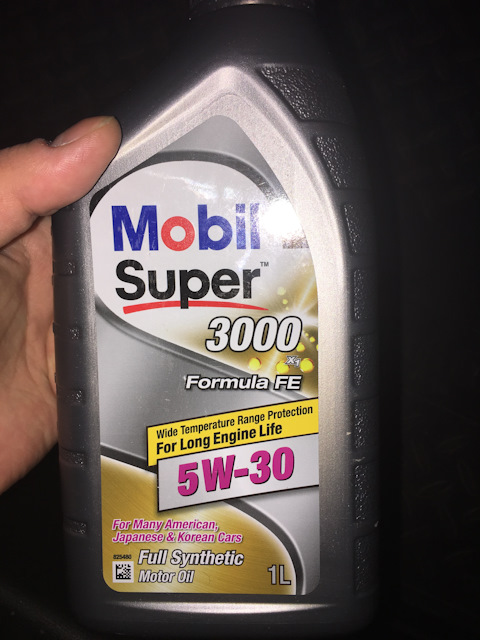 Mobil
Super™
3000
X1
Formula FE
Wide Temperature Range Protection
For Long Engine Life
5W-30
For Many American,
Japanese & Korean Cars
825480
Full Synthetic
Motor Oil
1L